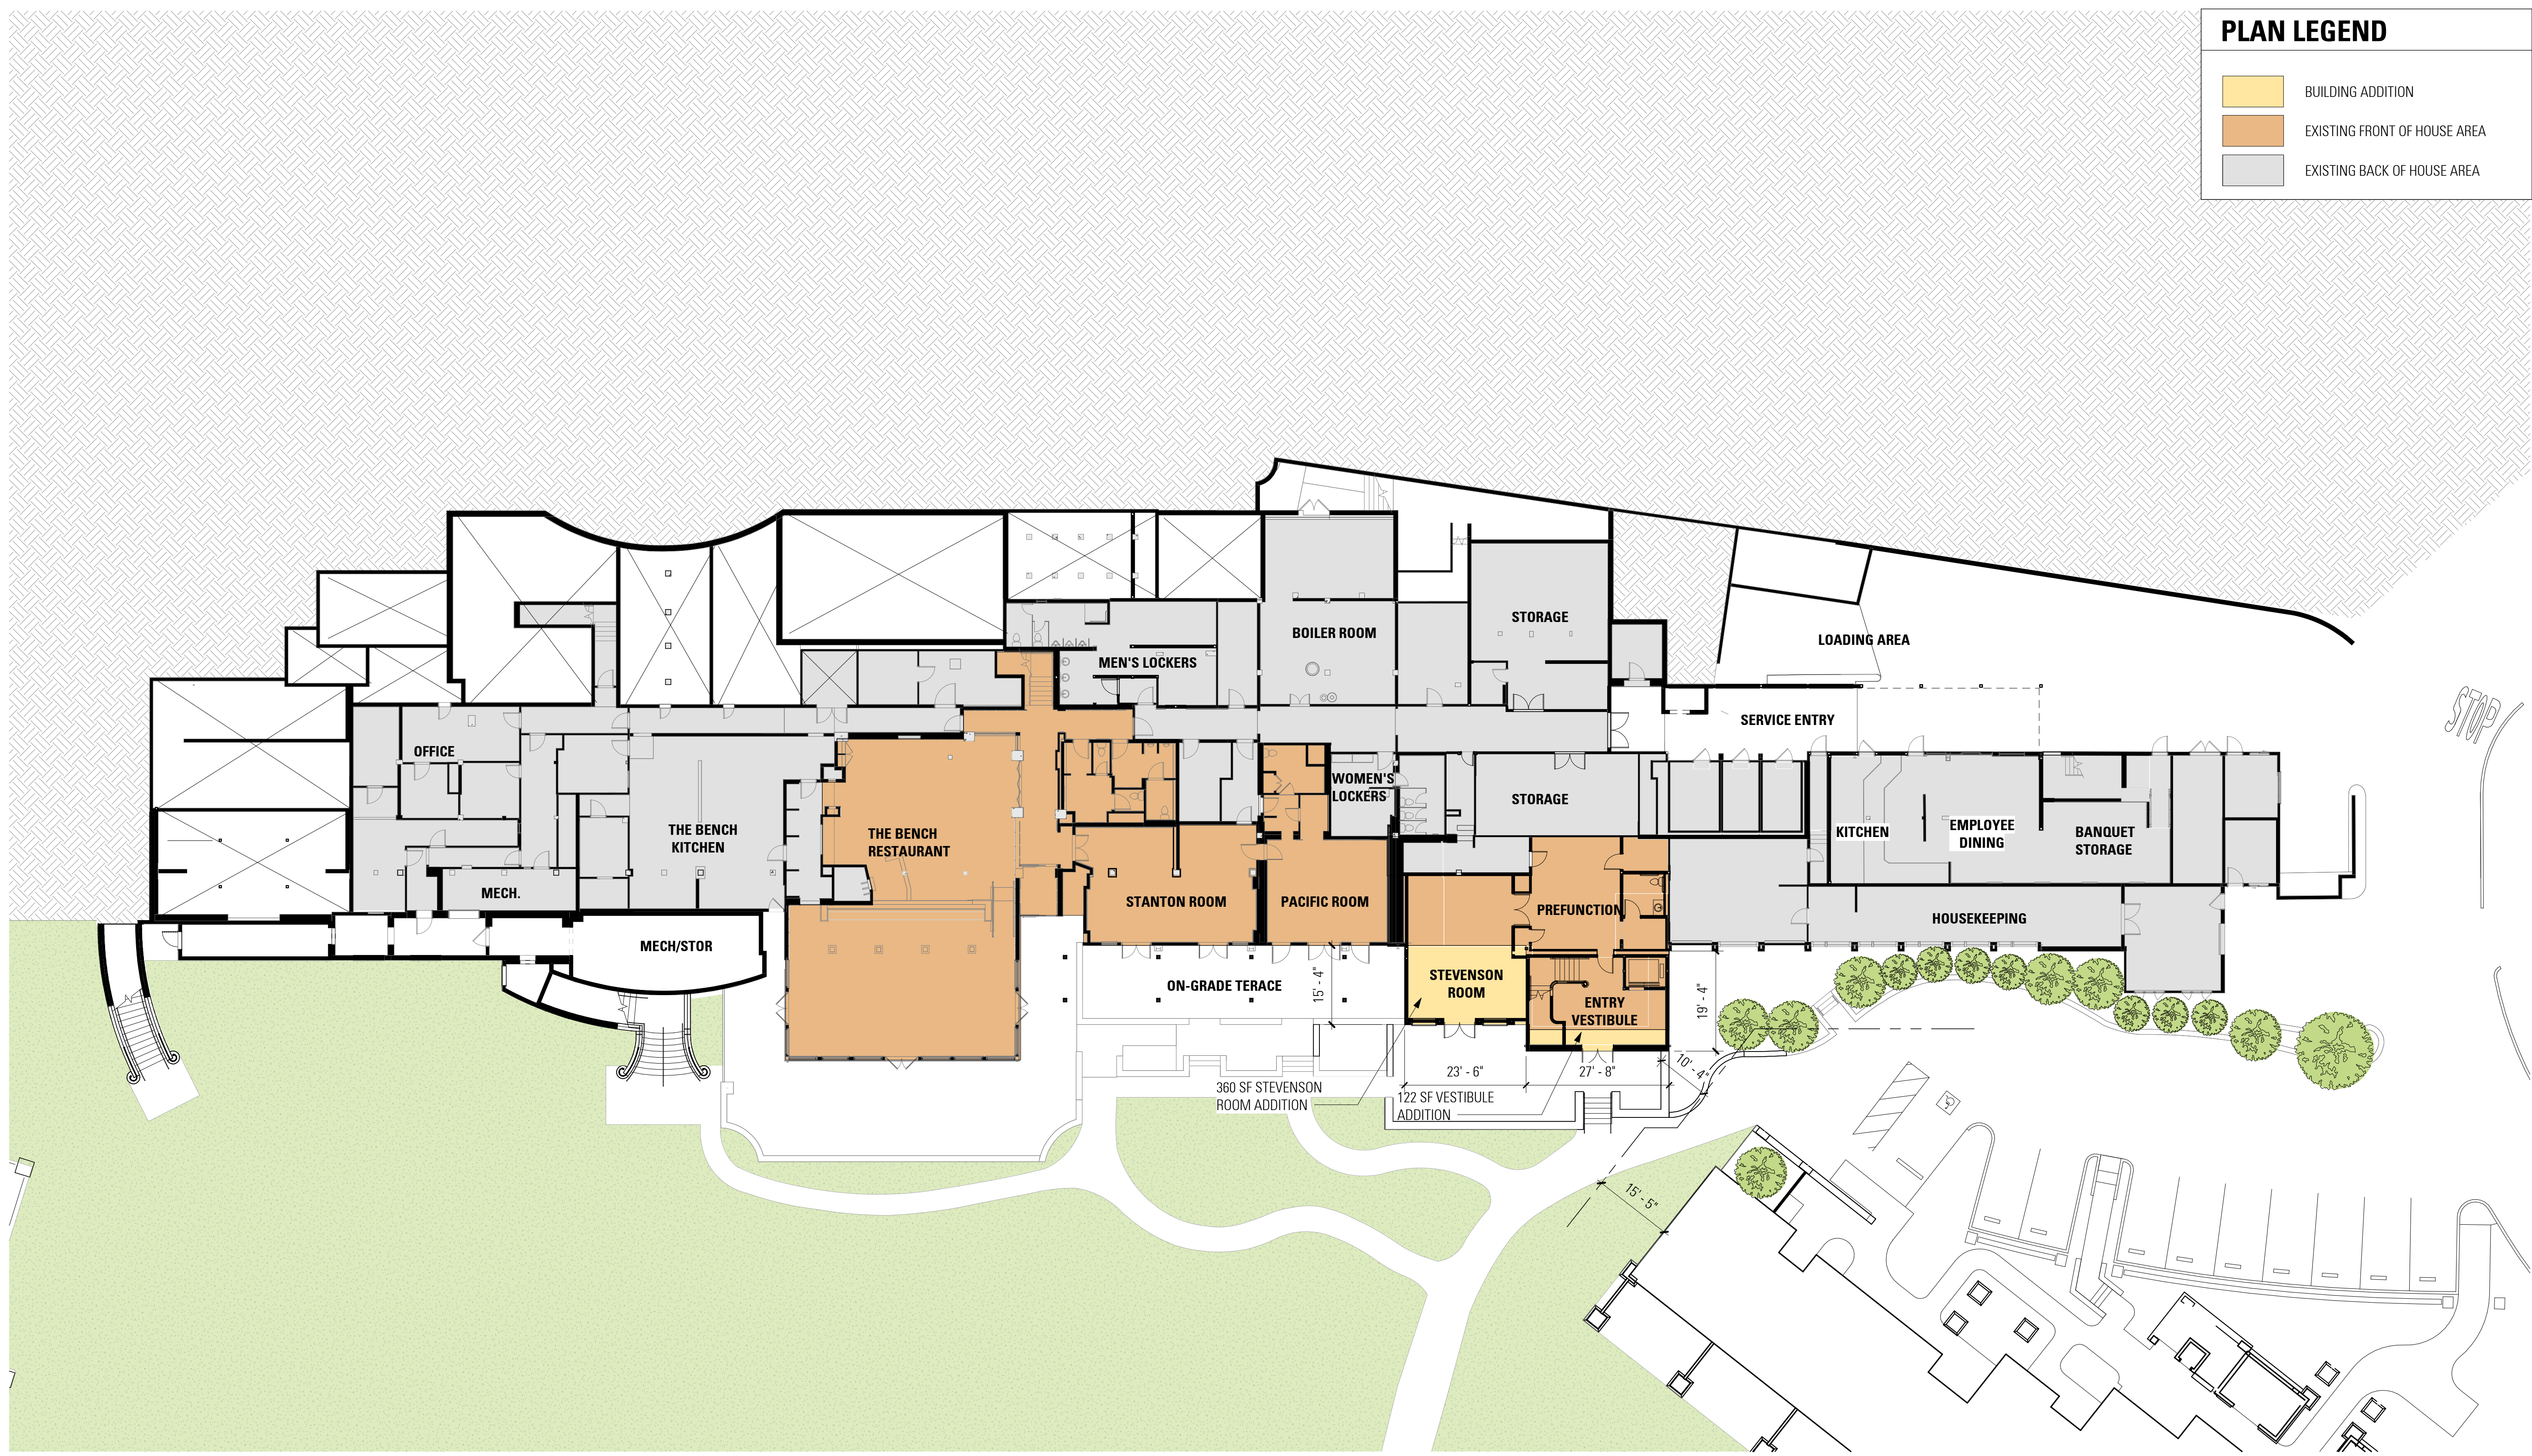 PLAN LEGEND
BUILDING ADDITION
EXISTING FRONT OF HOUSE AREA
EXISTING BACK OF HOUSE AREA
STORAGE
BOILER ROOM
LOADING AREA
MEN'S LOCKERS
SERVICE ENTRY
STOP
OFFICE
WOMEN'S
LOCKERS
STORAGE
THE BENCH
KITCHEN
THE BENCH
RESTAURANT
KITCHEN
EMPLOYEE
DINING
BANQUET
STORAGE
MECH.
STANTON ROOM
PACIFIC ROOM
PREFUNCTION
HOUSEKEEPING
MECH/STOR
ON-GRADE TERACE
15' - 4"
STEVENSON
ROOM
ENTRY
VESTIBULE
19' - 4"
10' - 4"
23' - 6"
27' - 8"
360 SF STEVENSON
ROOM ADDITION
122 SF VESTIBULE
ADDITION
15' - 5"